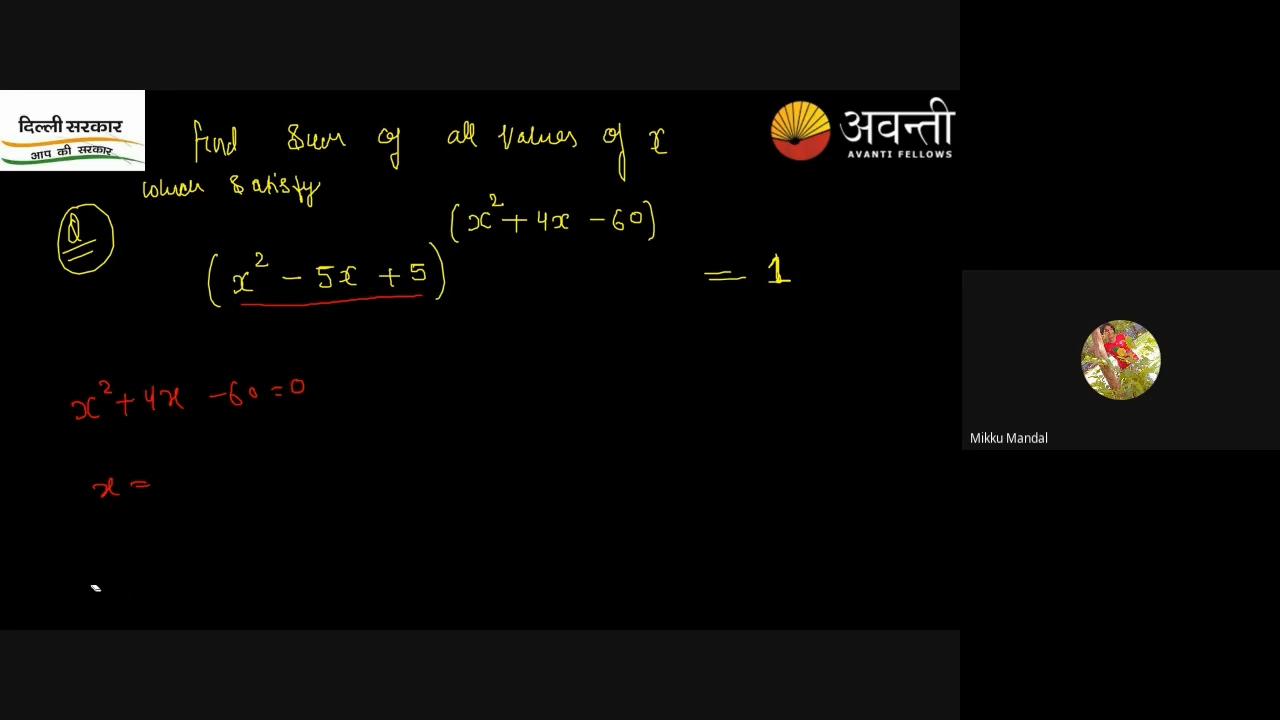 दिल्ली सरकार
आप की सरकार
अवन्ती
AVANTI FELLOWS
find Sum of all values of x
which satisfy
Q
(x² - 5x + 5)^(x² + 4x - 60) = 1
x² + 4x - 60 = 0
x =
Mikku Mandal